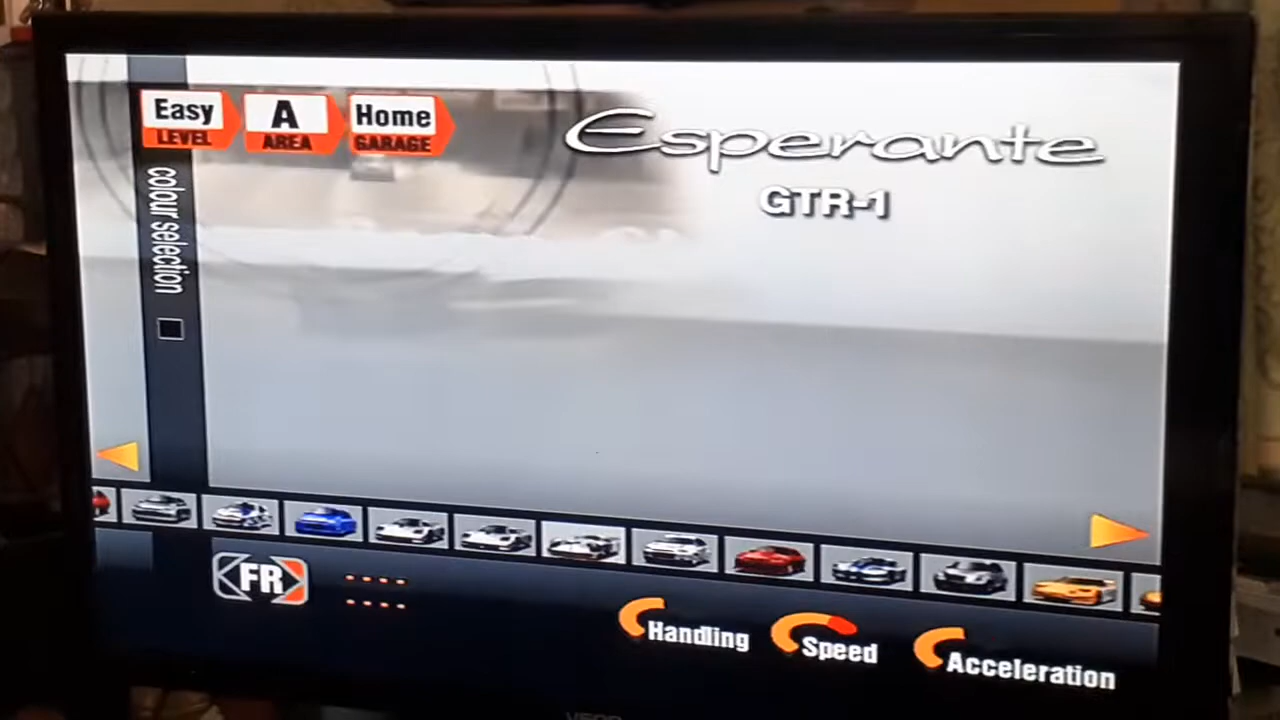 Easy
LEVEL
A
AREA
Home
GARAGE
Esperante
GTR-1
colour selection
FR
Handling
Speed
Acceleration